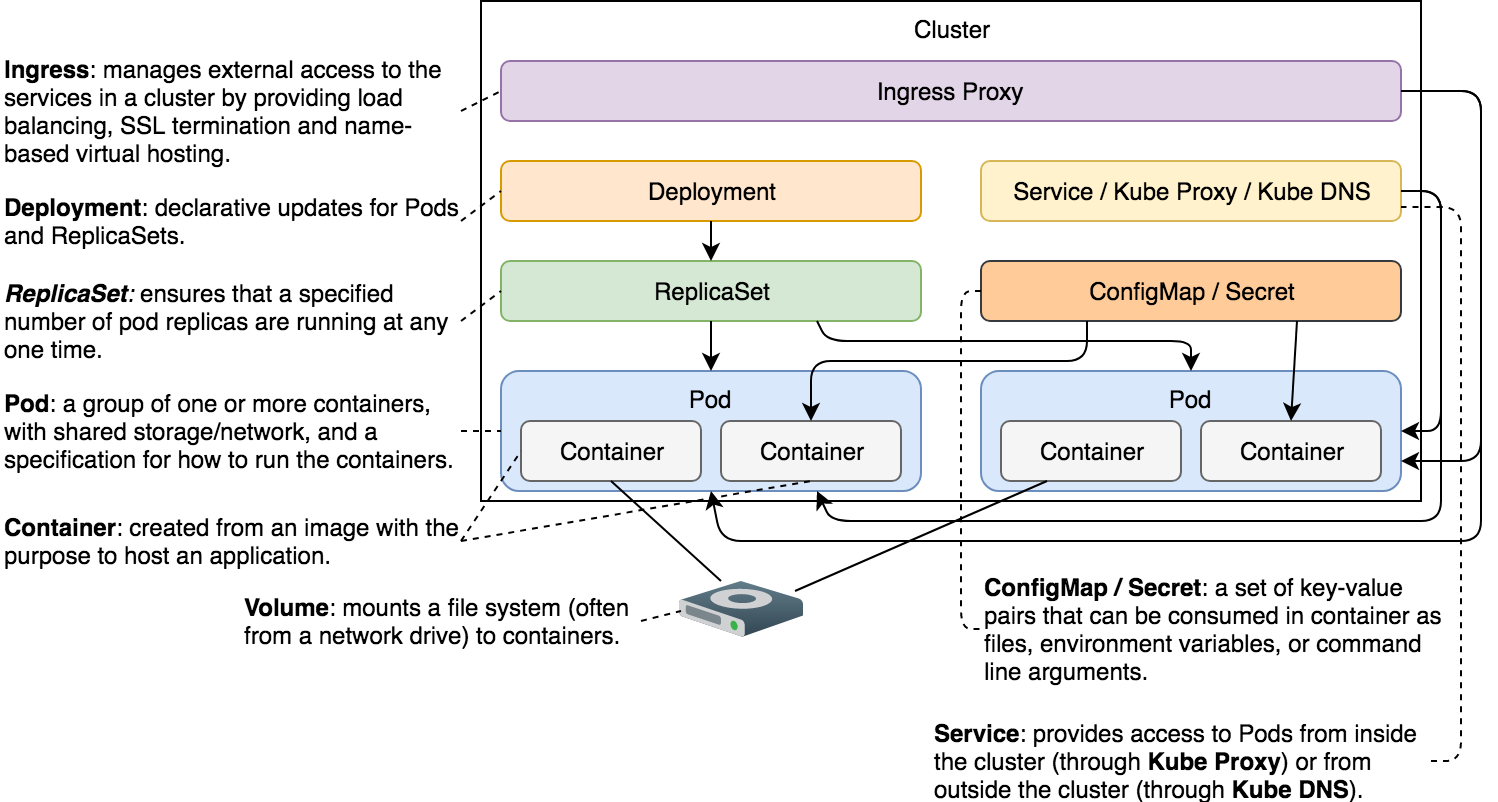 Cluster
Ingress: manages external access to the
services in a cluster by providing load
balancing, SSL termination and name-
based virtual hosting.
Ingress Proxy
Deployment: declarative updates for Pods
and ReplicaSets.
Deployment
Service / Kube Proxy / Kube DNS
ReplicaSet: ensures that a specified
number of pod replicas are running at any
one time.
ReplicaSet
ConfigMap / Secret
Pod: a group of one or more containers,
with shared storage/network, and a
specification for how to run the containers.
Pod
Container
Container
Pod
Container
Container
Container: created from an image with the
purpose to host an application.
Volume: mounts a file system (often
from a network drive) to containers.
ConfigMap / Secret: a set of key-value
pairs that can be consumed in container as
files, environment variables, or command
line arguments.
Service: provides access to Pods from inside
the cluster (through Kube Proxy) or from
outside the cluster (through Kube DNS).